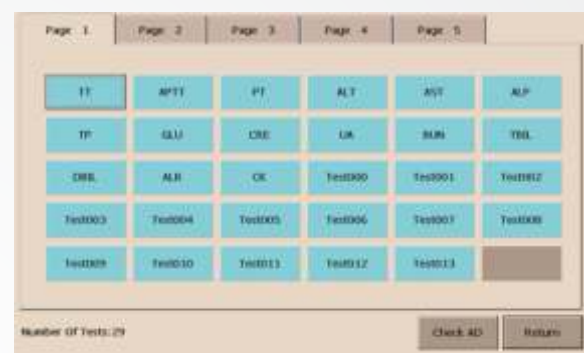 Page 1 Page 2 Page 3 Page 4 Page 5
TT APTT PT ALT AST ALP
TP GLU CRE UA BUN TBIL
DBIL ALB CK Test000 Test001 Test002
Test003 Test004 Test005 Test006 Test007 Test008
Test009 Test010 Test011 Test012 Test013
Number Of Tests:29
Check AD Return